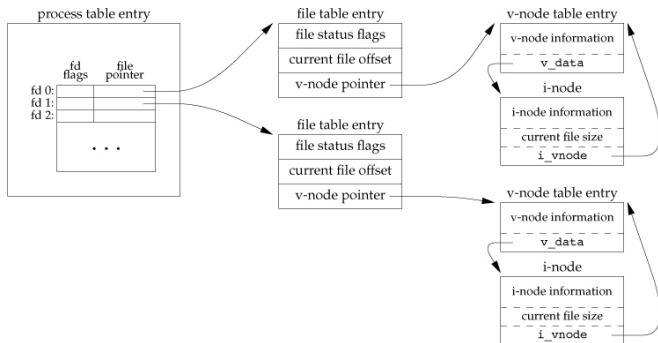 process table entry
fd
flags
file
pointer
fd 0:
fd 1:
fd 2:
• • •
file table entry
file status flags
current file offset
v-node pointer
file table entry
file status flags
current file offset
v-node pointer
v-node table entry
v-node information
v_data
i-node
i-node information
current file size
i_vnode
v-node table entry
v-node information
v_data
i-node
i-node information
current file size
i_vnode